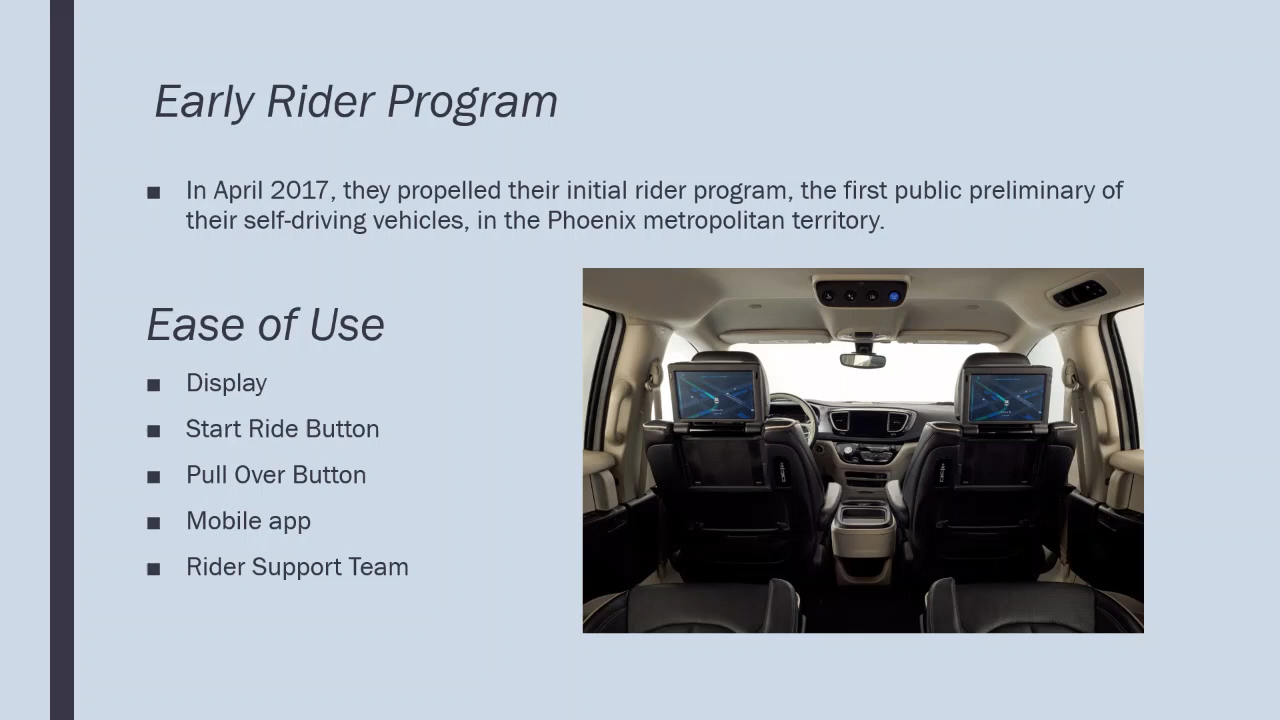 Early Rider Program
In April 2017, they propelled their initial rider program, the first public preliminary of
their self-driving vehicles, in the Phoenix metropolitan territory.
Ease of Use
Display
Start Ride Button
Pull Over Button
Mobile app
Rider Support Team